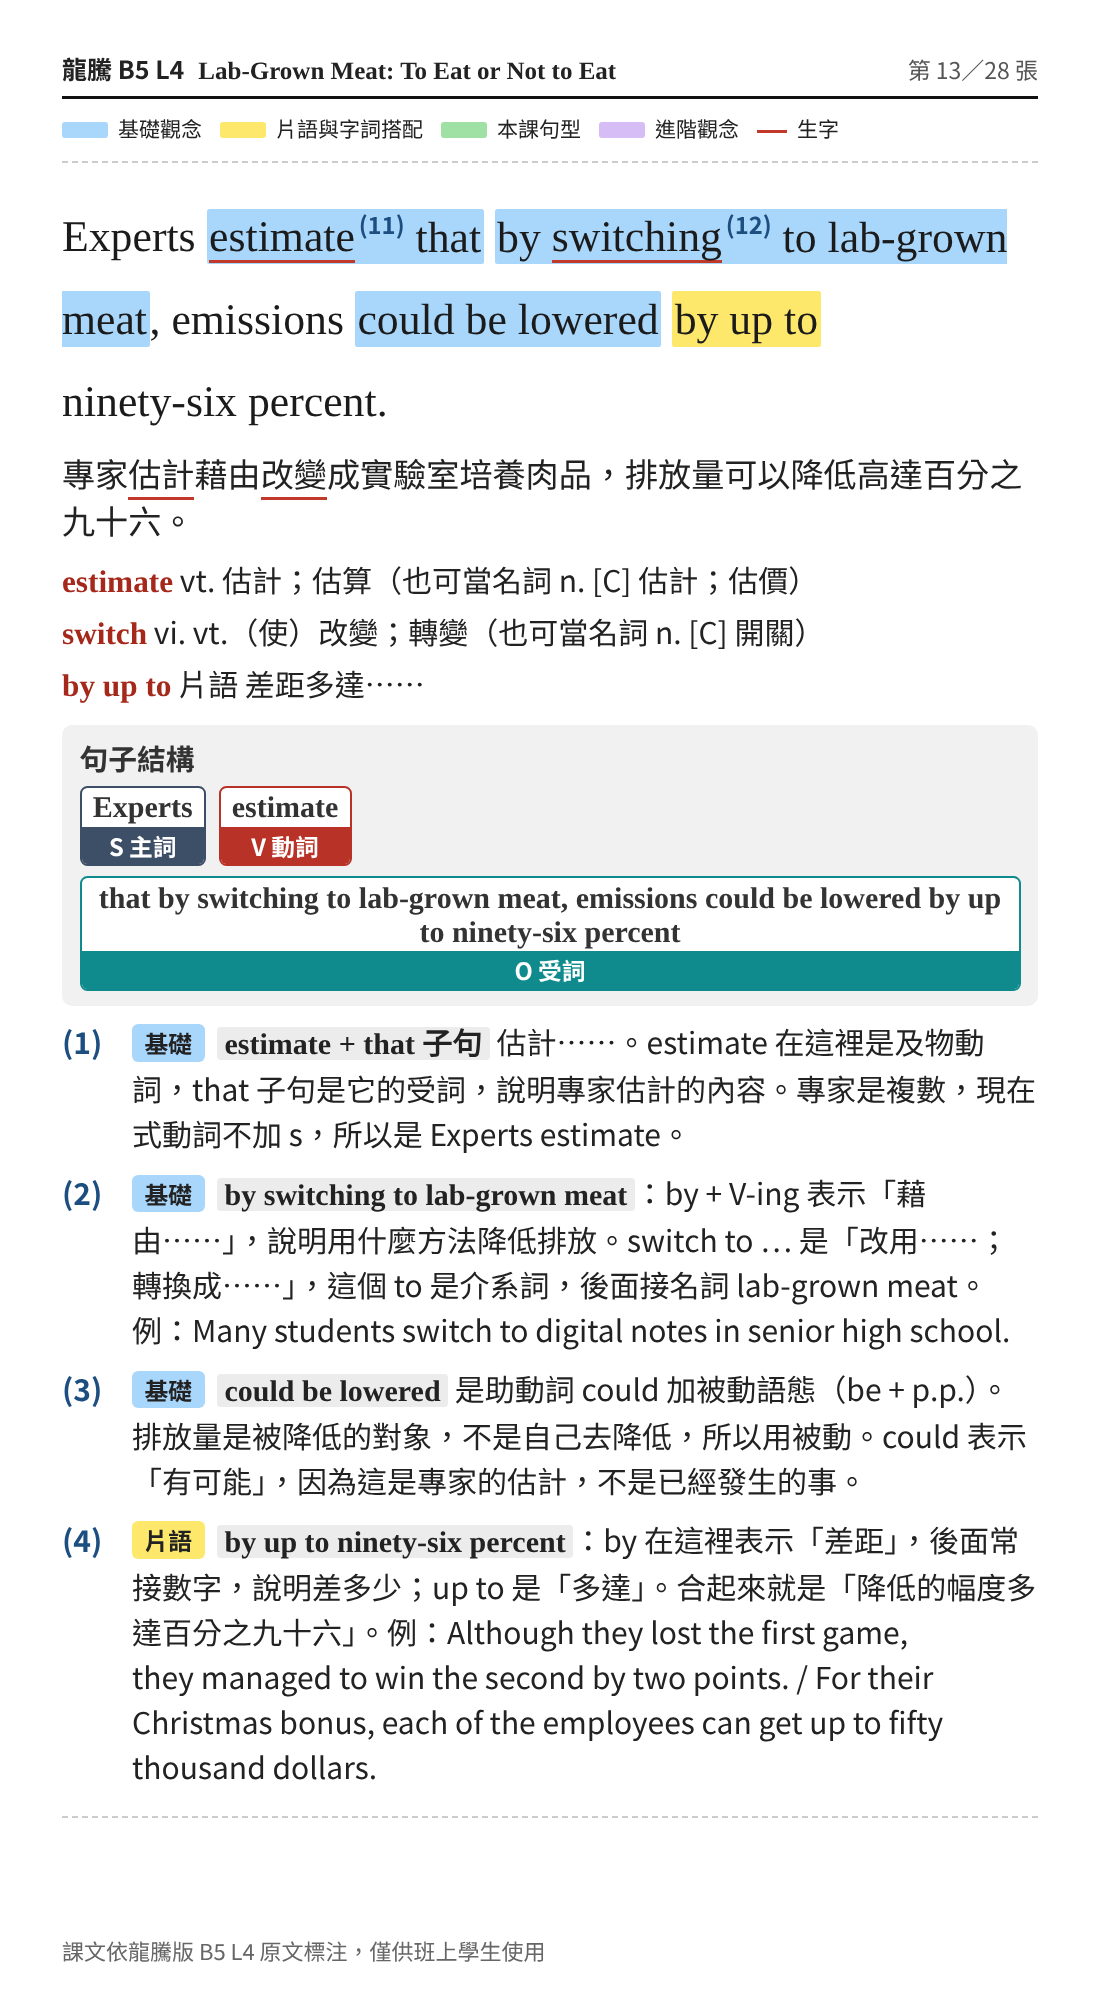 龍騰 B5 L4 Lab-Grown Meat: To Eat or Not to Eat 第 13／28 張
基礎觀念 片語與字詞搭配 本課句型 進階觀念 生字
Experts estimate(11) that by switching(12) to lab-grown
meat, emissions could be lowered by up to
ninety-six percent.
專家估計藉由改變成實驗室培養肉品，排放量可以降低高達百分之
九十六。
estimate vt. 估計；估算（也可當名詞 n. [C] 估計；估價）
switch vi. vt.（使）改變；轉變（也可當名詞 n. [C] 開關）
by up to 片語 差距多達……
句子結構
Experts estimate
S 主詞 V 動詞
that by switching to lab-grown meat, emissions could be lowered by up
to ninety-six percent
O 受詞
(1) 基礎 estimate + that 子句 估計……。estimate 在這裡是及物動
詞，that 子句是它的受詞，說明專家估計的內容。專家是複數，現在
式動詞不加 s，所以是 Experts estimate。
(2) 基礎 by switching to lab-grown meat：by + V-ing 表示「藉
由……」，說明用什麼方法降低排放。switch to … 是「改用……；
轉換成……」，這個 to 是介系詞，後面接名詞 lab-grown meat。
例：Many students switch to digital notes in senior high school.
(3) 基礎 could be lowered 是助動詞 could 加被動語態（be + p.p.）。
排放量是被降低的對象，不是自己去降低，所以用被動。could 表示
「有可能」，因為這是專家的估計，不是已經發生的事。
(4) 片語 by up to ninety-six percent：by 在這裡表示「差距」，後面常
接數字，說明差多少；up to 是「多達」。合起來就是「降低的幅度多
達百分之九十六」。例：Although they lost the first game,
they managed to win the second by two points. / For their
Christmas bonus, each of the employees can get up to fifty
thousand dollars.
課文依龍騰版 B5 L4 原文標注，僅供班上學生使用